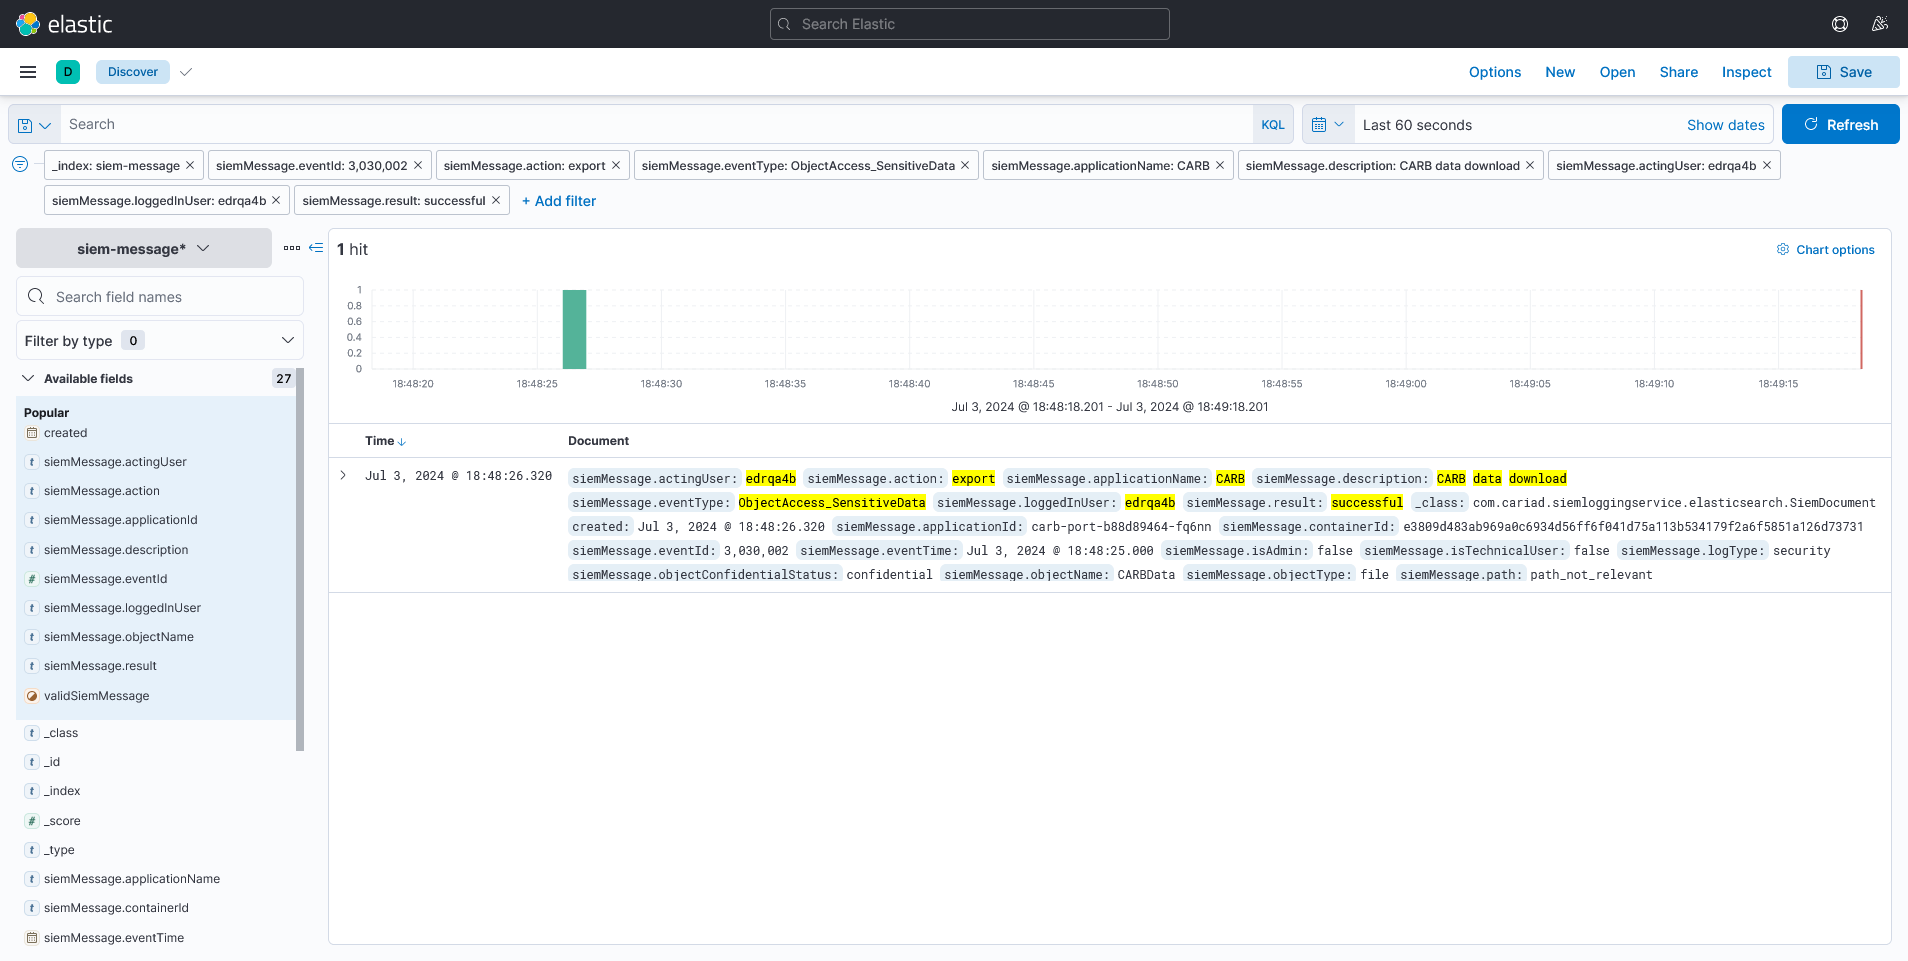 elastic
Search Elastic
D
Discover
Options
New
Open
Share
Inspect
Save
Search
KQL
Last 60 seconds
Show dates
Refresh
_index: siem-message
siemMessage.eventId: 3,030,002
siemMessage.action: export
siemMessage.eventType: ObjectAccess_SensitiveData
siemMessage.applicationName: CARB
siemMessage.description: CARB data download
siemMessage.actingUser: edrqa4b
siemMessage.loggedInUser: edrqa4b
siemMessage.result: successful
+ Add filter
siem-message*
Search field names
Filter by type 0
Available fields 27
Popular
created
t siemMessage.actingUser
t siemMessage.action
t siemMessage.applicationId
t siemMessage.description
# siemMessage.eventId
t siemMessage.loggedInUser
t siemMessage.objectName
t siemMessage.result
validSiemMessage
t _class
t _id
t _index
# _score
t _type
t siemMessage.applicationName
t siemMessage.containerId
siemMessage.eventTime
1 hit
Chart options
1
0.8
0.6
0.4
0.2
0
18:48:20 18:48:25 18:48:30 18:48:35 18:48:40 18:48:45 18:48:50 18:48:55 18:49:00 18:49:05 18:49:10 18:49:15
Jul 3, 2024 @ 18:48:18.201 - Jul 3, 2024 @ 18:49:18.201
Time Document
Jul 3, 2024 @ 18:48:26.320
siemMessage.actingUser: edrqa4b siemMessage.action: export siemMessage.applicationName: CARB siemMessage.description: CARB data download
siemMessage.eventType: ObjectAccess_SensitiveData siemMessage.loggedInUser: edrqa4b siemMessage.result: successful _class: com.cariad.siemloggingservice.elasticsearch.SiemDocument
created: Jul 3, 2024 @ 18:48:26.320 siemMessage.applicationId: carb-port-b88d89464-fq6nn siemMessage.containerId: e3809d483ab969a0c6934d56ff6f041d75a113b534179f2a6f5851a126d73731
siemMessage.eventId: 3,030,002 siemMessage.eventTime: Jul 3, 2024 @ 18:48:25.000 siemMessage.isAdmin: false siemMessage.isTechnicalUser: false siemMessage.logType: security
siemMessage.objectConfidentialStatus: confidential siemMessage.objectName: CARBData siemMessage.objectType: file siemMessage.path: path_not_relevant